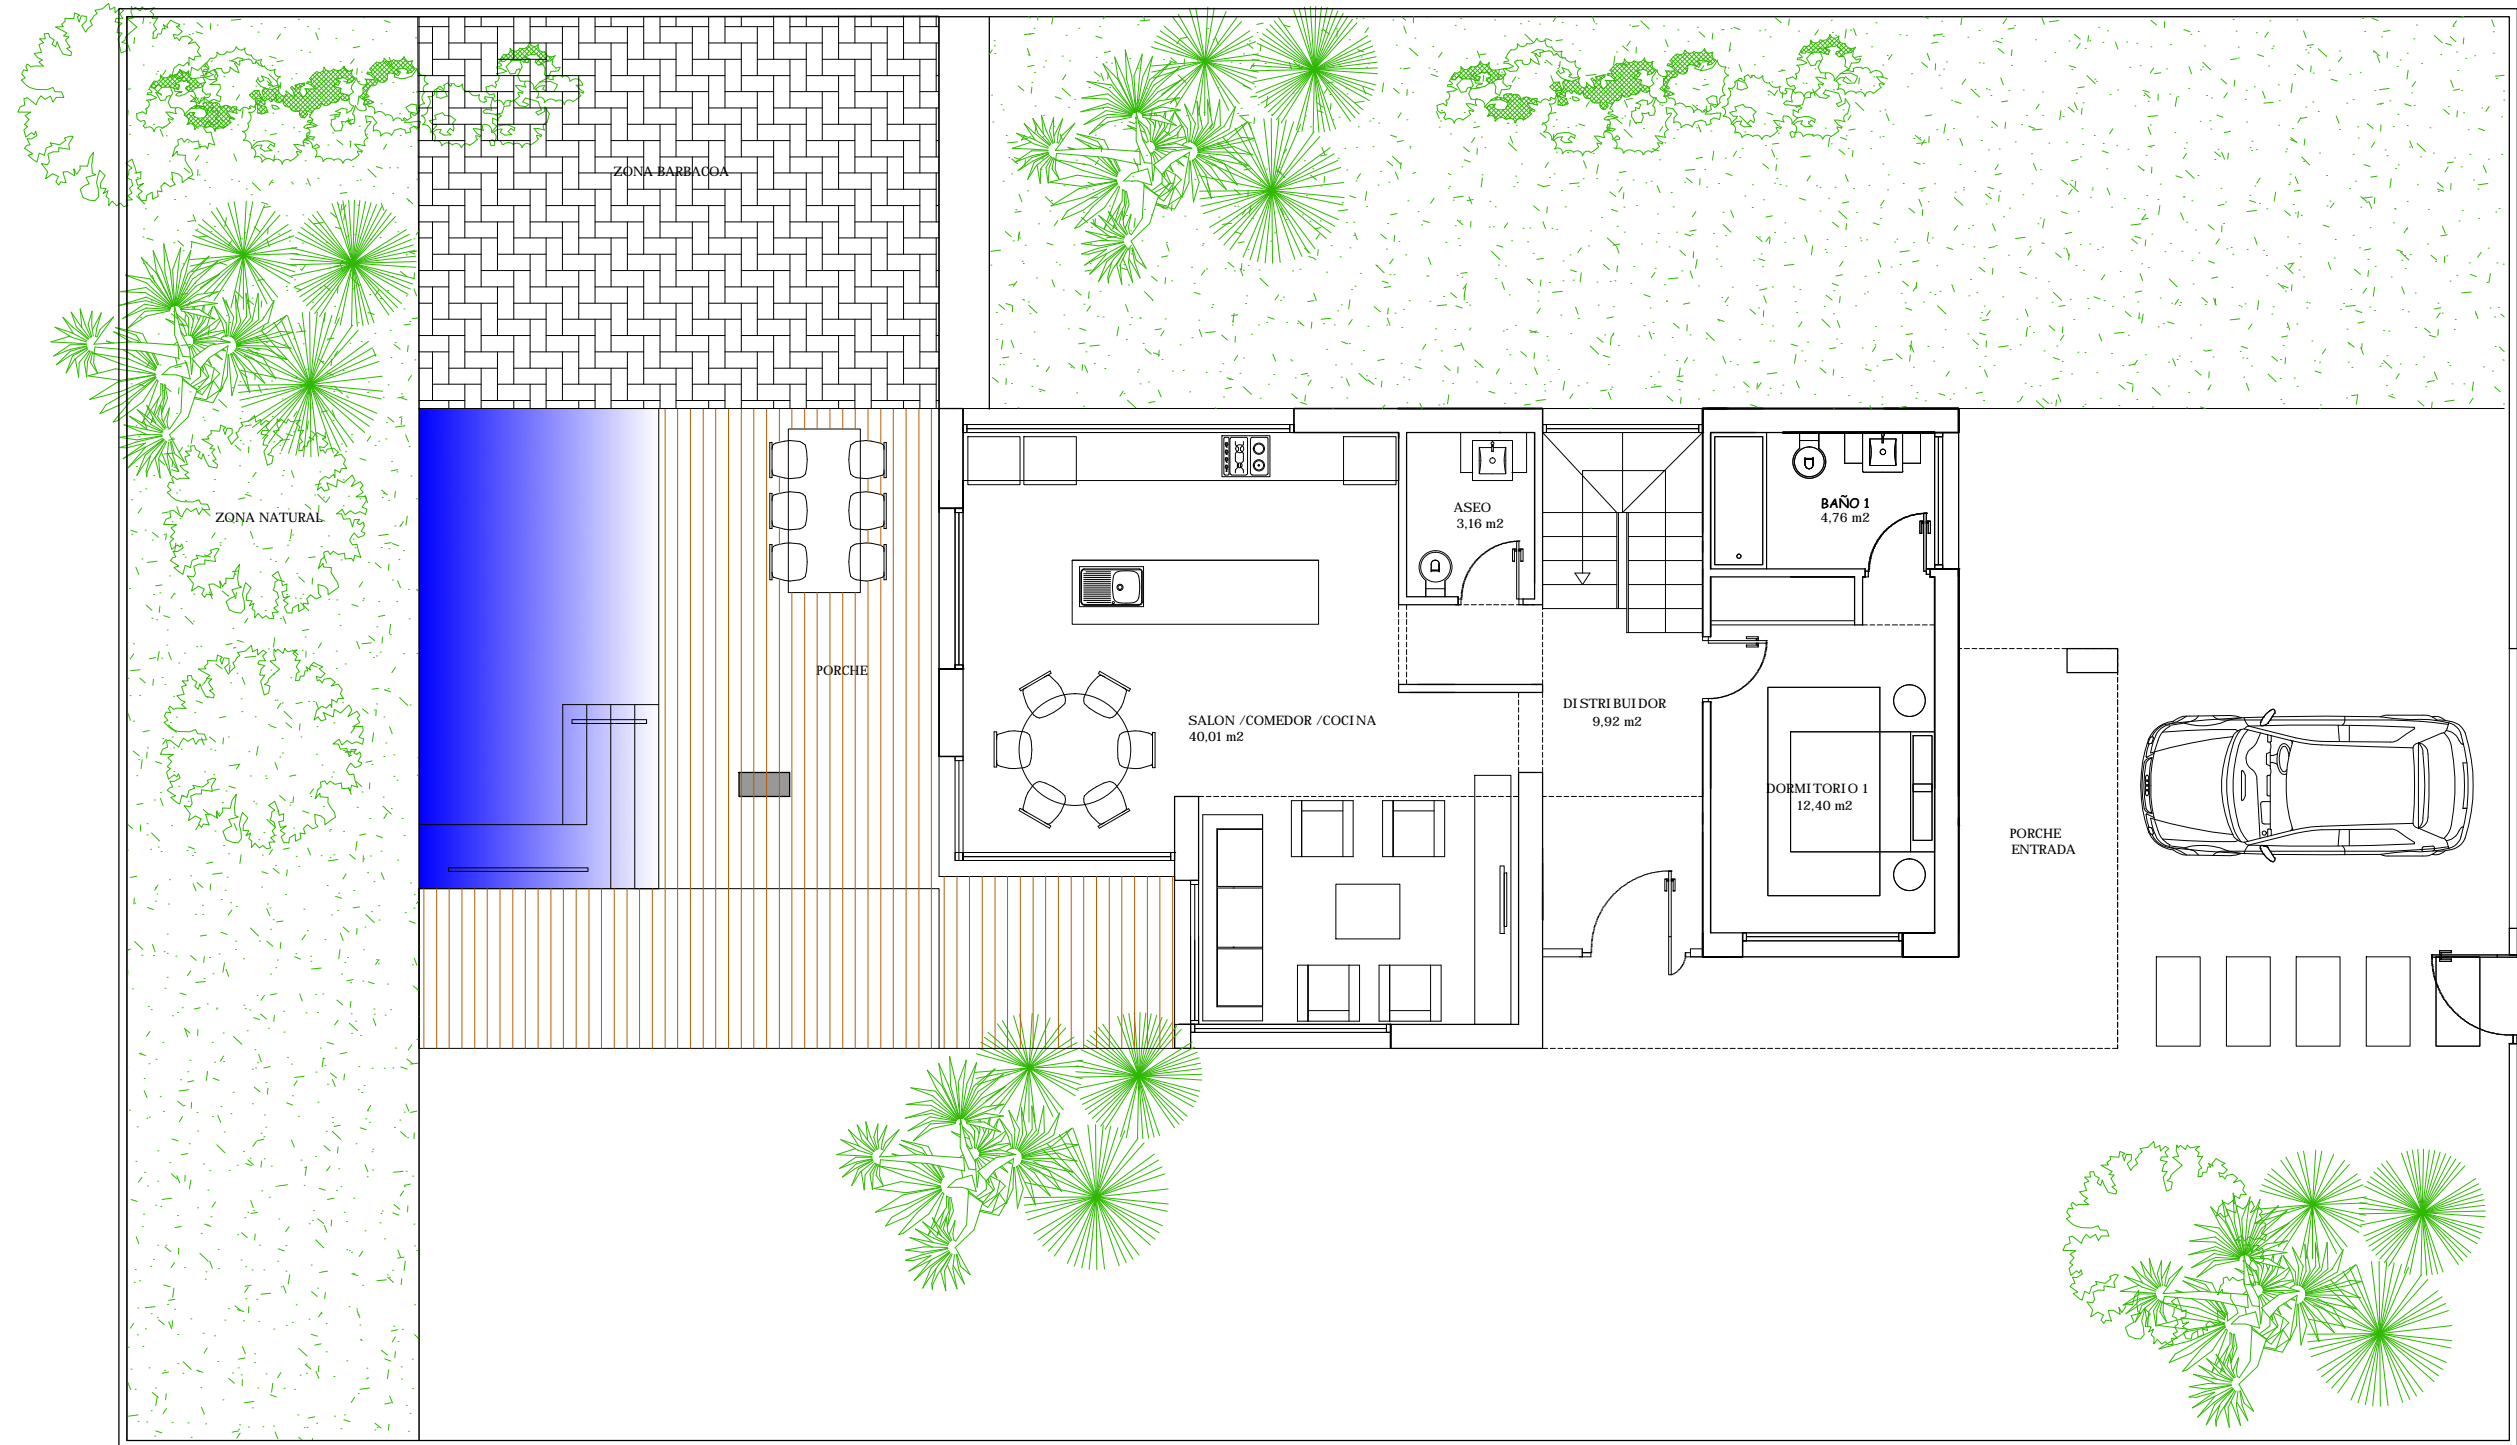 ZONA BARBACOA
ZONA NATURAL
PORCHE
SALON /COMEDOR /COCINA
40,01 m2
ASEO
3,16 m2
DISTRIBUIDOR
9,92 m2
BAÑO 1
4,76 m2
DORMITORIO 1
12,40 m2
PORCHE
ENTRADA